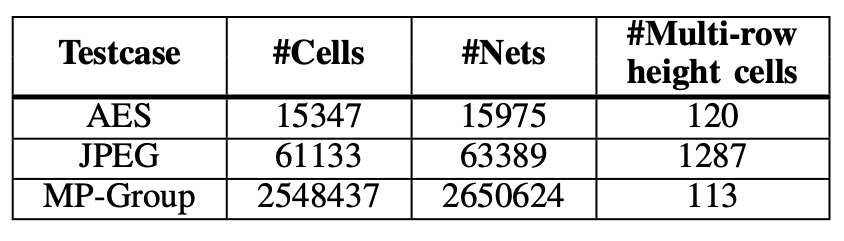 Testcase #Cells #Nets #Multi-row height cells
AES 15347 15975 120
JPEG 61133 63389 1287
MP-Group 2548437 2650624 113